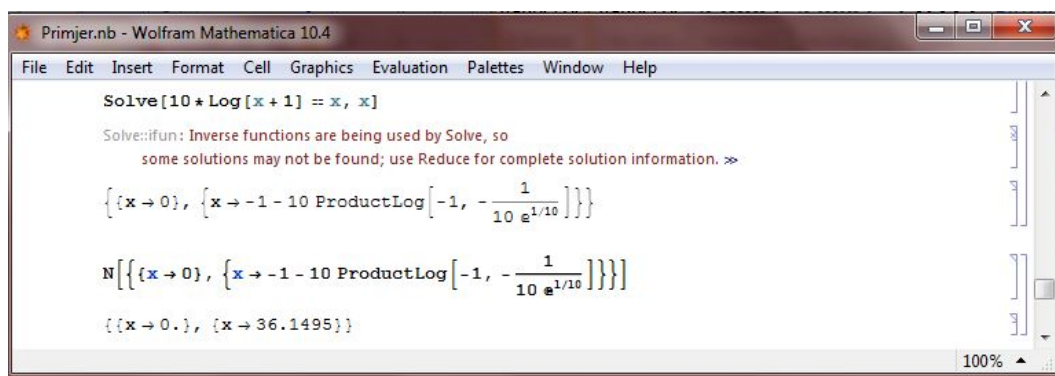 Primjer.nb - Wolfram Mathematica 10.4
File Edit Insert Format Cell Graphics Evaluation Palettes Window Help
Solve[10 * Log[x + 1] == x, x]
Solve::ifun: Inverse functions are being used by Solve, so
some solutions may not be found; use Reduce for complete solution information. ≫
{{x → 0}, {x → -1 - 10 ProductLog[-1, -1/(10 ⅇ^(1/10))]}}
N[{{x → 0}, {x → -1 - 10 ProductLog[-1, -1/(10 ⅇ^(1/10))]}}]
{{x → 0.}, {x → 36.1495}}
100%